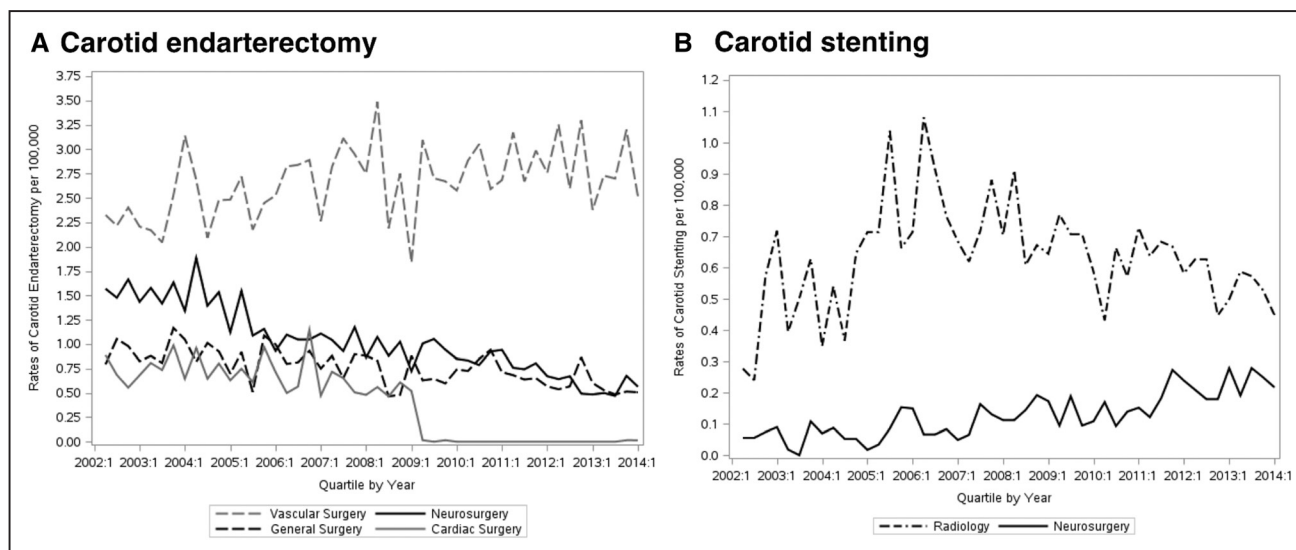 A Carotid endarterectomy
Rates of Carotid Endarterectomy per 100,000
3.75
3.50
3.25
3.00
2.75
2.50
2.25
2.00
1.75
1.50
1.25
1.00
0.75
0.50
0.25
0.00
2002:1 2003:1 2004:1 2005:1 2006:1 2007:1 2008:1 2009:1 2010:1 2011:1 2012:1 2013:1 2014:1
Quartile by Year
Vascular Surgery Neurosurgery
General Surgery Cardiac Surgery
B Carotid stenting
Rates of Carotid Stenting per 100,000
1.2
1.1
1.0
0.9
0.8
0.7
0.6
0.5
0.4
0.3
0.2
0.1
0.0
2002:1 2003:1 2004:1 2005:1 2006:1 2007:1 2008:1 2009:1 2010:1 2011:1 2012:1 2013:1 2014:1
Quartile by Year
Radiology Neurosurgery